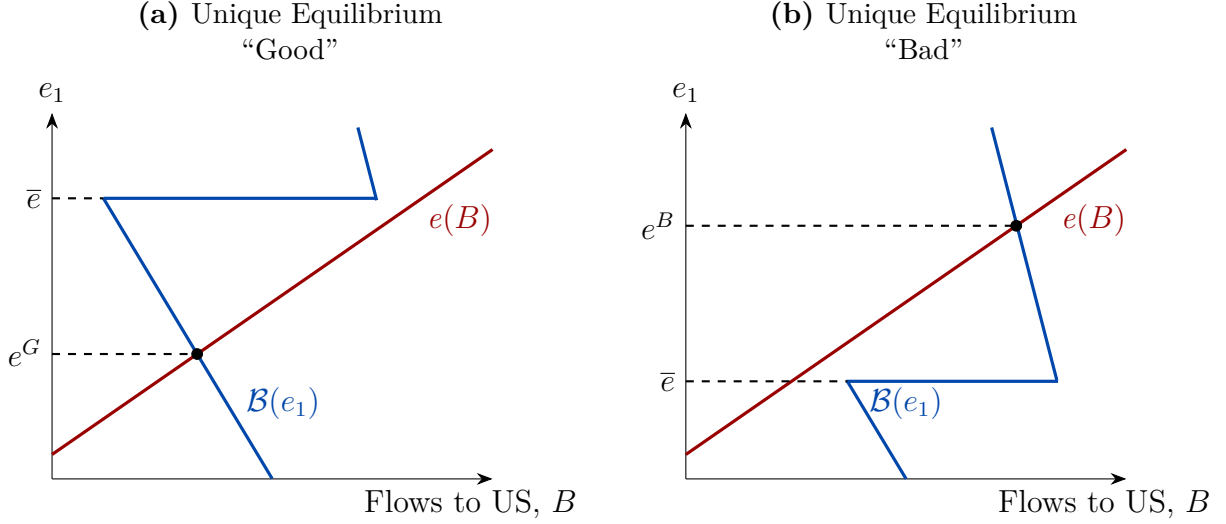 (a) Unique Equilibrium
“Good”
e₁
e̅
e(B)
e^G
ℬ(e₁)
Flows to US, B
(b) Unique Equilibrium
“Bad”
e₁
e^B
e(B)
e̅
ℬ(e₁)
Flows to US, B